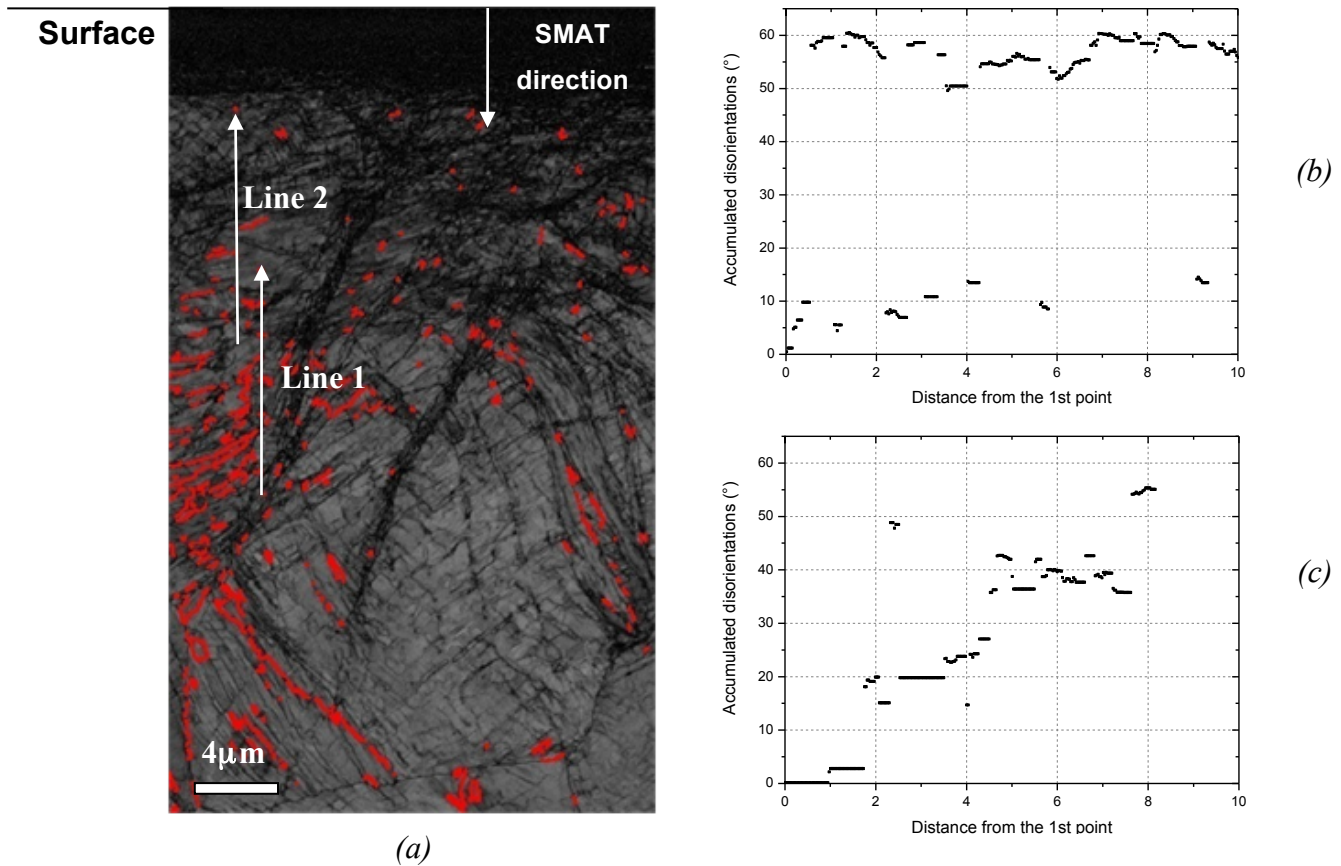 Surface
SMAT
direction
Line 2
Line 1
4μm
(a)
Accumulated disorientations (°)
60
50
40
30
20
10
0
0 2 4 6 8 10
Distance from the 1st point
(b)
Accumulated disorientations (°)
60
50
40
30
20
10
0
0 2 4 6 8 10
Distance from the 1st point
(c)